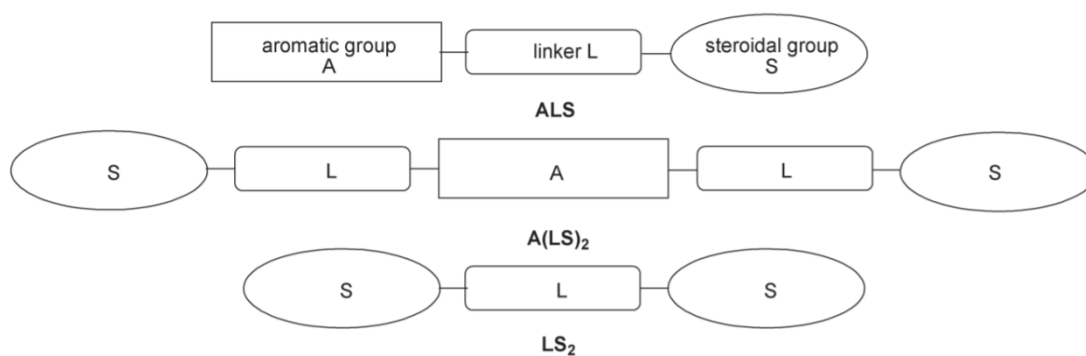 aromatic group
A
linker L
steroidal group
S
ALS
S
L
A
L
S
A(LS)₂
S
L
S
LS₂